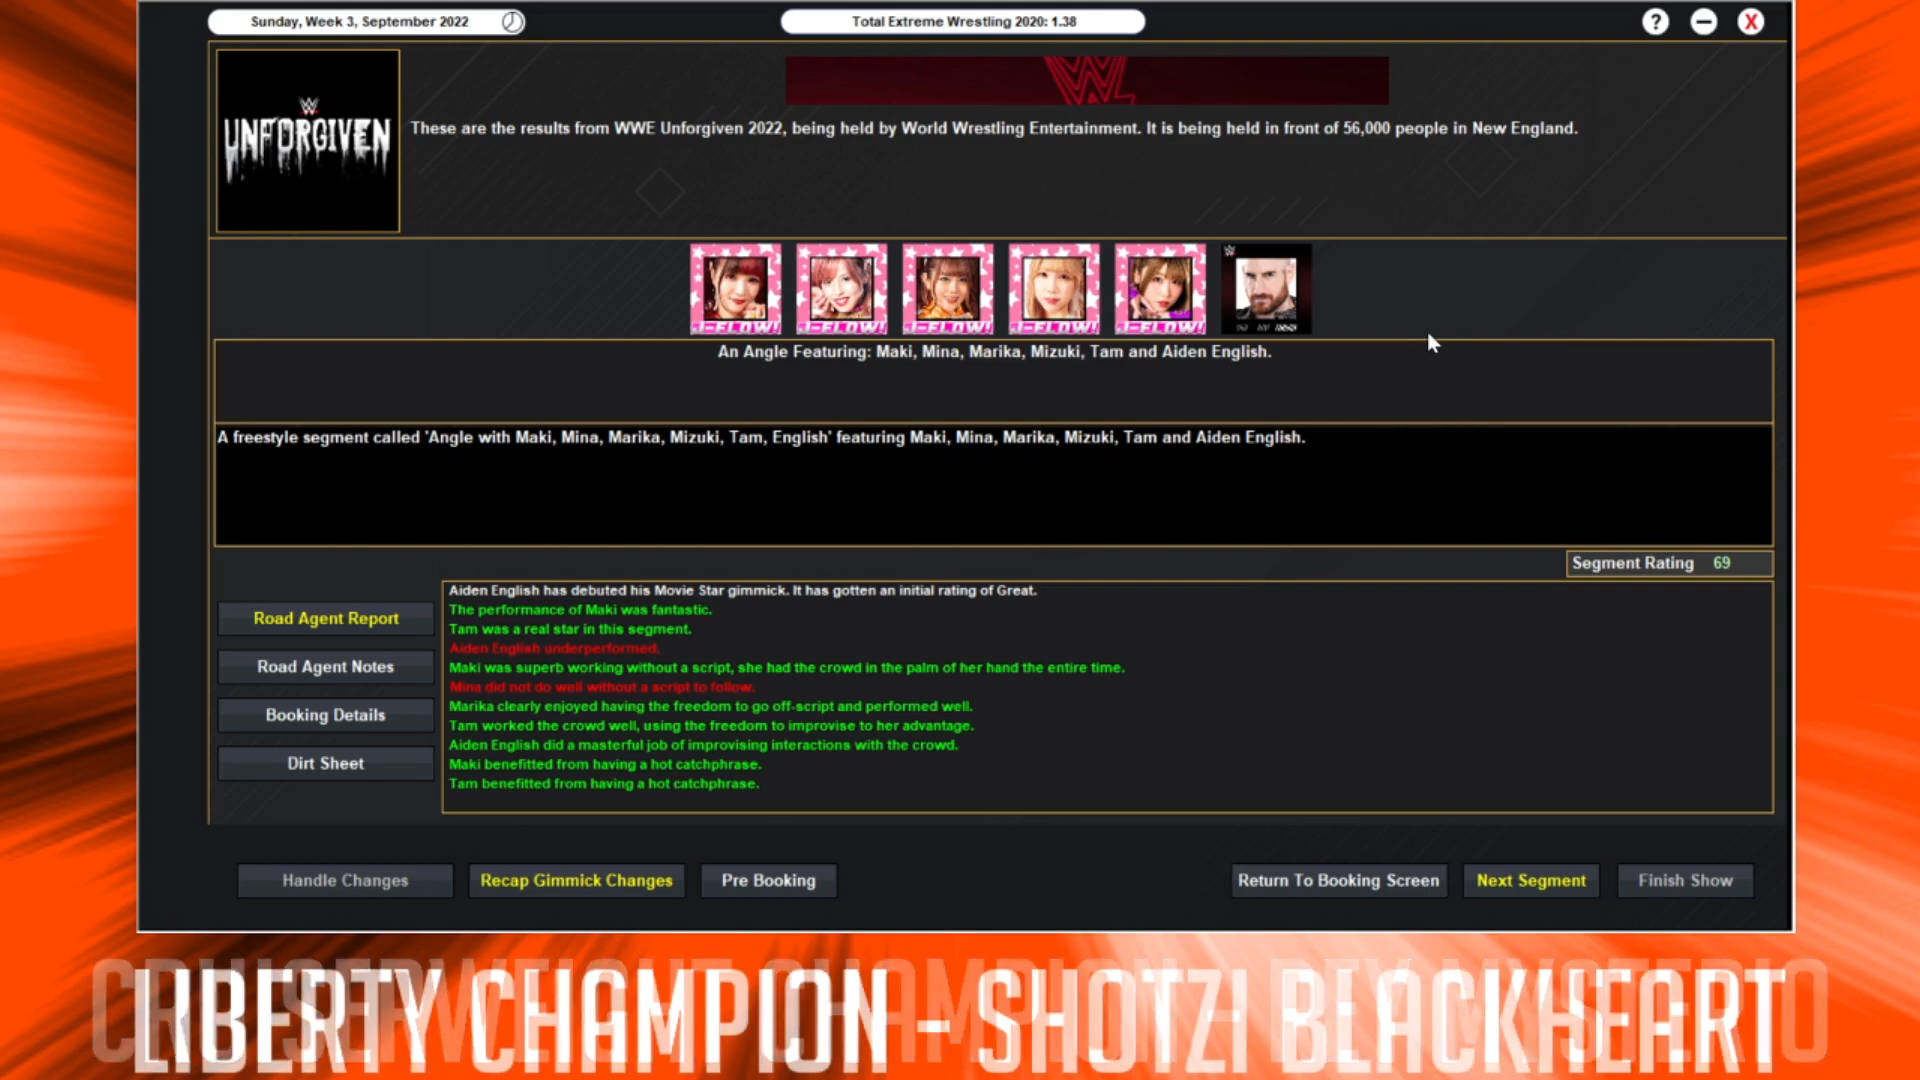 Sunday, Week 3, September 2022
Total Extreme Wrestling 2020: 1.38
?
X
W
UNFORGIVEN
These are the results from WWE Unforgiven 2022, being held by World Wrestling Entertainment. It is being held in front of 56,000 people in New England.
J-FLOW! J-FLOW! J-FLOW! J-FLOW! J-FLOW!
An Angle Featuring: Maki, Mina, Marika, Mizuki, Tam and Aiden English.
A freestyle segment called 'Angle with Maki, Mina, Marika, Mizuki, Tam, English' featuring Maki, Mina, Marika, Mizuki, Tam and Aiden English.
Segment Rating 69
Road Agent Report
Road Agent Notes
Booking Details
Dirt Sheet
Aiden English has debuted his Movie Star gimmick. It has gotten an initial rating of Great.
The performance of Maki was fantastic.
Tam was a real star in this segment.
Aiden English underperformed.
Maki was superb working without a script, she had the crowd in the palm of her hand the entire time.
Mina did not do well without a script to follow.
Marika clearly enjoyed having the freedom to go off-script and performed well.
Tam worked the crowd well, using the freedom to improvise to her advantage.
Aiden English did a masterful job of improvising interactions with the crowd.
Maki benefitted from having a hot catchphrase.
Tam benefitted from having a hot catchphrase.
Handle Changes
Recap Gimmick Changes
Pre Booking
Return To Booking Screen
Next Segment
Finish Show
LIBERTY CHAMPION - SHOTZI BLACKHEART
CRUISERWEIGHT CHAMPION - REY MYSTERIO